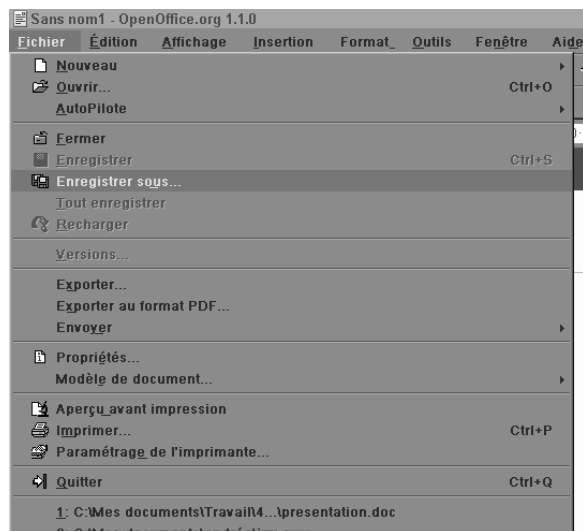 Sans nom1 - OpenOffice.org 1.1.0
Fichier Édition Affichage Insertion Format Outils Fenêtre Aide
Nouveau
Ouvrir... Ctrl+O
AutoPilote
Fermer
Enregistrer Ctrl+S
Enregistrer sous...
Tout enregistrer
Recharger
Versions...
Exporter...
Exporter au format PDF...
Envoyer
Propriétés...
Modèle de document...
Aperçu avant impression
Imprimer... Ctrl+P
Paramétrage de l'imprimante...
Quitter Ctrl+Q
1: C:\Mes documents\Travail\4...\presentation.doc